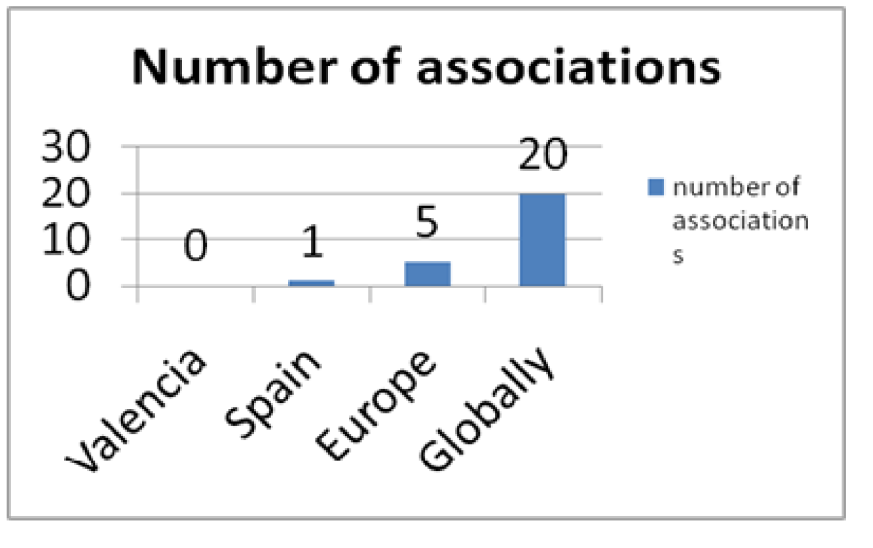 Number of associations
30
20
10
0
0
1
5
20
Valencia
Spain
Europe
Globally
number of
association
s